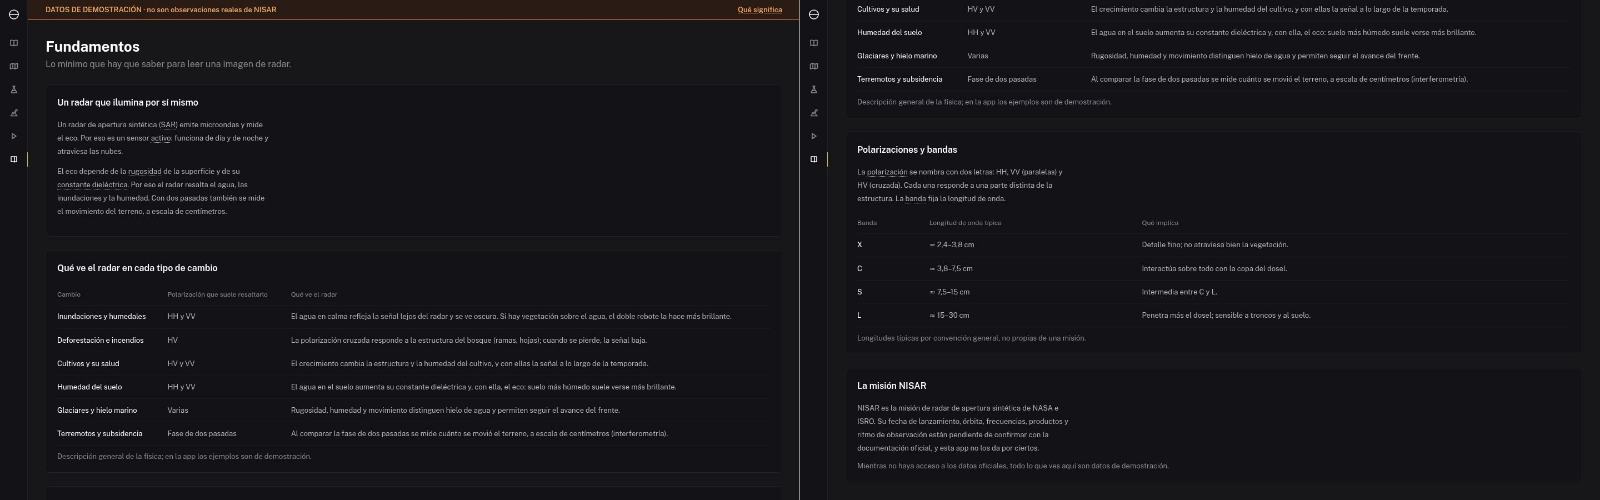 DATOS DE DEMOSTRACIÓN · no son observaciones reales de NISAR
Qué significa
Fundamentos
Lo mínimo que hay que saber para leer una imagen de radar.
Un radar que ilumina por sí mismo
Un radar de apertura sintética (SAR) emite microondas y mide
el eco. Por eso es un sensor activo: funciona de día y de noche y
atraviesa las nubes.
El eco depende de la rugosidad de la superficie y de su
constante dieléctrica. Por eso el radar resalta el agua, las
inundaciones y la humedad. Con dos pasadas también se mide
el movimiento del terreno, a escala de centímetros.
Qué ve el radar en cada tipo de cambio
Cambio Polarización que suele resaltarlo Qué ve el radar
Inundaciones y humedales HH y VV El agua en calma refleja la señal lejos del radar y se ve oscura. Si hay vegetación sobre el agua, el doble rebote la hace más brillante.
Deforestación e incendios HV La polarización cruzada responde a la estructura del bosque (ramas, hojas); cuando se pierde, la señal baja.
Cultivos y su salud HV y VV El crecimiento cambia la estructura y la humedad del cultivo, y con ellas la señal a lo largo de la temporada.
Humedad del suelo HH y VV El agua en el suelo aumenta su constante dieléctrica y, con ella, el eco: suelo más húmedo suele verse más brillante.
Glaciares y hielo marino Varias Rugosidad, humedad y movimiento distinguen hielo de agua y permiten seguir el avance del frente.
Terremotos y subsidencia Fase de dos pasadas Al comparar la fase de dos pasadas se mide cuánto se movió el terreno, a escala de centímetros (interferometría).
Descripción general de la física; en la app los ejemplos son de demostración.
Cultivos y su salud HV y VV El crecimiento cambia la estructura y la humedad del cultivo, y con ellas la señal a lo largo de la temporada.
Humedad del suelo HH y VV El agua en el suelo aumenta su constante dieléctrica y, con ella, el eco: suelo más húmedo suele verse más brillante.
Glaciares y hielo marino Varias Rugosidad, humedad y movimiento distinguen hielo de agua y permiten seguir el avance del frente.
Terremotos y subsidencia Fase de dos pasadas Al comparar la fase de dos pasadas se mide cuánto se movió el terreno, a escala de centímetros (interferometría).
Descripción general de la física; en la app los ejemplos son de demostración.
Polarizaciones y bandas
La polarización se nombra con dos letras: HH, VV (paralelas) y
HV (cruzada). Cada una responde a una parte distinta de la
estructura. La banda fija la longitud de onda.
Banda Longitud de onda típica Qué implica
X ≈ 2,4–3,8 cm Detalle fino; no atraviesa bien la vegetación.
C ≈ 3,8–7,5 cm Interactúa sobre todo con la copa del dosel.
S ≈ 7,5–15 cm Intermedia entre C y L.
L ≈ 15–30 cm Penetra más el dosel; sensible a troncos y al suelo.
Longitudes típicas por convención general, no propias de una misión.
La misión NISAR
NISAR es la misión de radar de apertura sintética de NASA e
ISRO. Su fecha de lanzamiento, órbita, frecuencias, productos y
ritmo de observación están pendiente de confirmar con la
documentación oficial, y esta app no los da por ciertos.
Mientras no haya acceso a los datos oficiales, todo lo que ves aquí son datos de demostración.